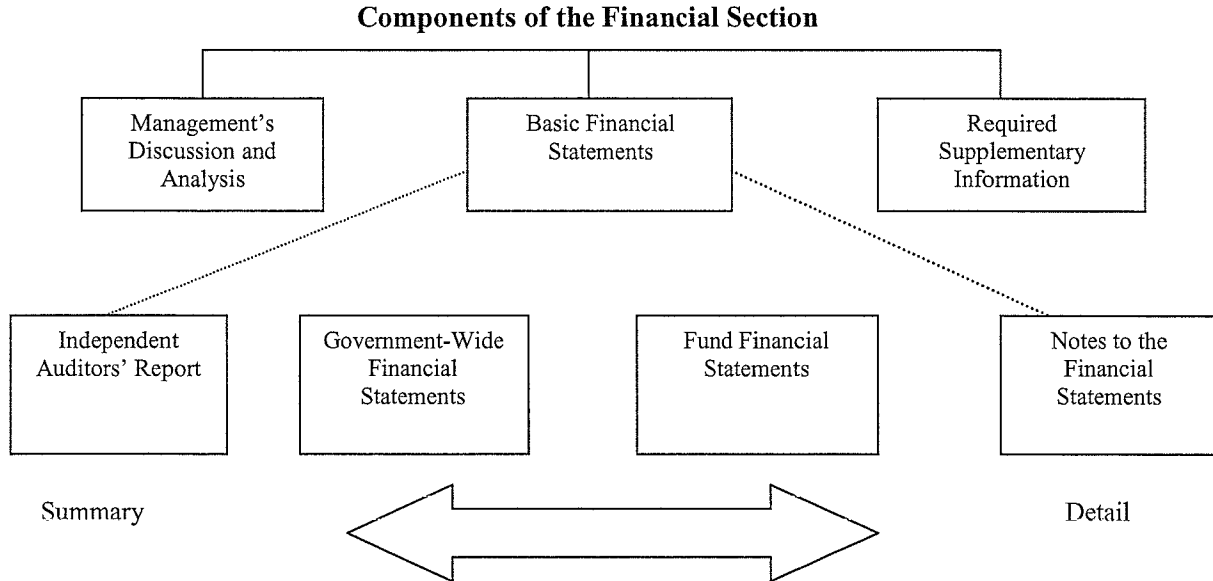 Components of the Financial Section
Management's
Discussion and
Analysis
Basic Financial
Statements
Required
Supplementary
Information
Independent
Auditors' Report
Government-Wide
Financial
Statements
Fund Financial
Statements
Notes to the
Financial
Statements
Summary
Detail